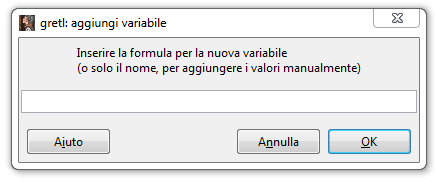 gretl: aggiungi variabile
Inserire la formula per la nuova variabile
(o solo il nome, per aggiungere i valori manualmente)
Aiuto
Annulla
OK